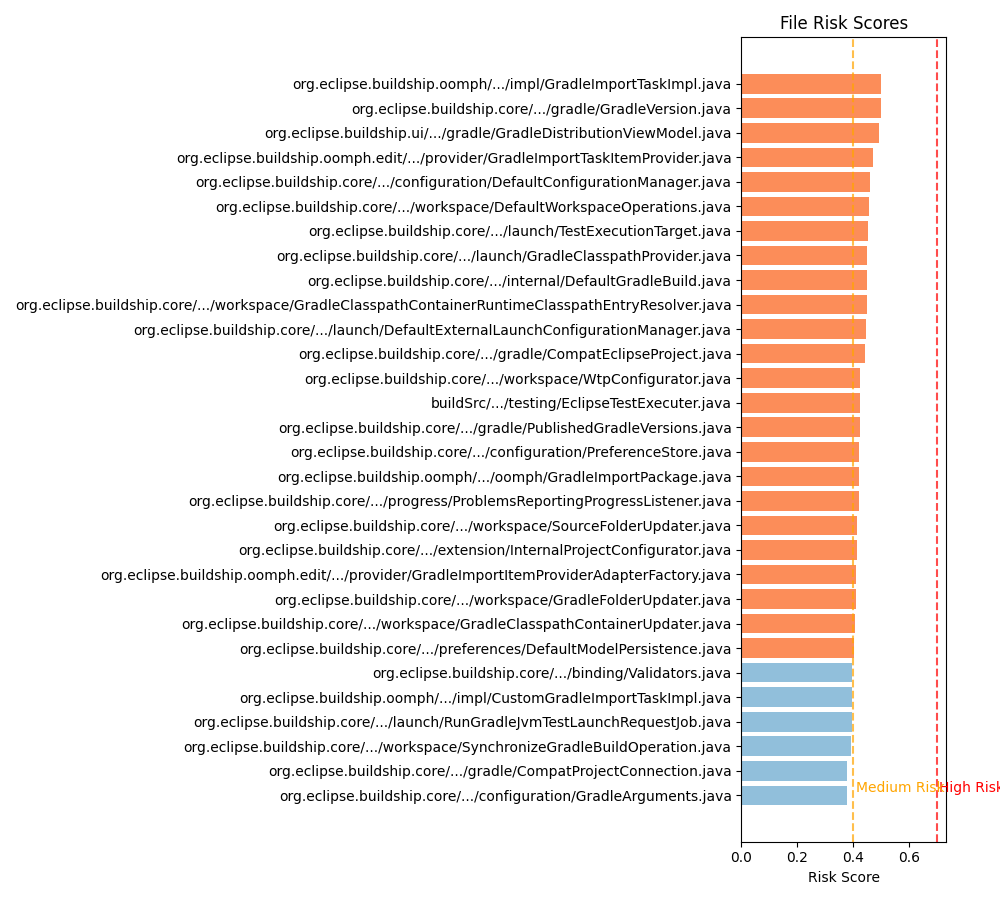 File Risk Scores
org.eclipse.buildship.oomph/.../impl/GradleImportTaskImpl.java
org.eclipse.buildship.core/.../gradle/GradleVersion.java
org.eclipse.buildship.ui/.../gradle/GradleDistributionViewModel.java
org.eclipse.buildship.oomph.edit/.../provider/GradleImportTaskItemProvider.java
org.eclipse.buildship.core/.../configuration/DefaultConfigurationManager.java
org.eclipse.buildship.core/.../workspace/DefaultWorkspaceOperations.java
org.eclipse.buildship.core/.../launch/TestExecutionTarget.java
org.eclipse.buildship.core/.../launch/GradleClasspathProvider.java
org.eclipse.buildship.core/.../internal/DefaultGradleBuild.java
org.eclipse.buildship.core/.../workspace/GradleClasspathContainerRuntimeClasspathEntryResolver.java
org.eclipse.buildship.core/.../launch/DefaultExternalLaunchConfigurationManager.java
org.eclipse.buildship.core/.../gradle/CompatEclipseProject.java
org.eclipse.buildship.core/.../workspace/WtpConfigurator.java
buildSrc/.../testing/EclipseTestExecuter.java
org.eclipse.buildship.core/.../gradle/PublishedGradleVersions.java
org.eclipse.buildship.core/.../configuration/PreferenceStore.java
org.eclipse.buildship.oomph/.../oomph/GradleImportPackage.java
org.eclipse.buildship.core/.../progress/ProblemsReportingProgressListener.java
org.eclipse.buildship.core/.../workspace/SourceFolderUpdater.java
org.eclipse.buildship.core/.../extension/InternalProjectConfigurator.java
org.eclipse.buildship.oomph.edit/.../provider/GradleImportItemProviderAdapterFactory.java
org.eclipse.buildship.core/.../workspace/GradleFolderUpdater.java
org.eclipse.buildship.core/.../workspace/GradleClasspathContainerUpdater.java
org.eclipse.buildship.core/.../preferences/DefaultModelPersistence.java
org.eclipse.buildship.core/.../binding/Validators.java
org.eclipse.buildship.oomph/.../impl/CustomGradleImportTaskImpl.java
org.eclipse.buildship.core/.../launch/RunGradleJvmTestLaunchRequestJob.java
org.eclipse.buildship.core/.../workspace/SynchronizeGradleBuildOperation.java
org.eclipse.buildship.core/.../gradle/CompatProjectConnection.java
Medium Risk High Risk
org.eclipse.buildship.core/.../configuration/GradleArguments.java
0.0 0.2 0.4 0.6
Risk Score